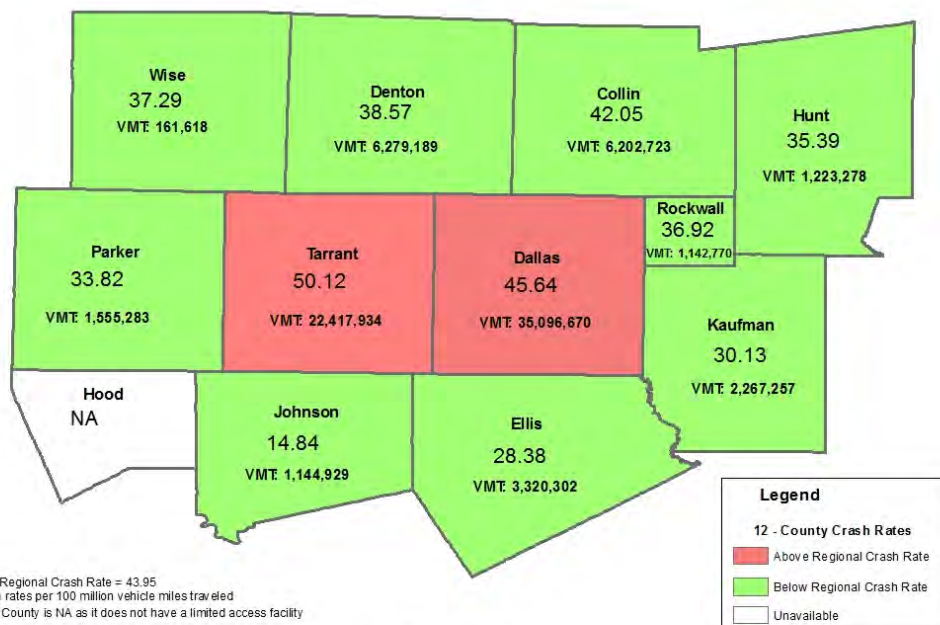 Wise
37.29
VMT: 161,618
Denton
38.57
VMT: 6,279,189
Collin
42.05
VMT: 6,202,723
Hunt
35.39
VMT: 1,223,278
Parker
33.82
VMT: 1,555,283
Tarrant
50.12
VMT: 22,417,934
Dallas
45.64
VMT: 35,096,670
Rockwall
36.92
VMT: 1,142,770
Kaufman
30.13
VMT: 2,267,257
Hood
NA
Johnson
14.84
VMT: 1,144,929
Ellis
28.38
VMT: 3,320,302
Legend
12 - County Crash Rates
Above Regional Crash Rate
Below Regional Crash Rate
Unavailable
Regional Crash Rate = 43.95
rates per 100 million vehicle miles traveled
County is NA as it does not have a limited access facility